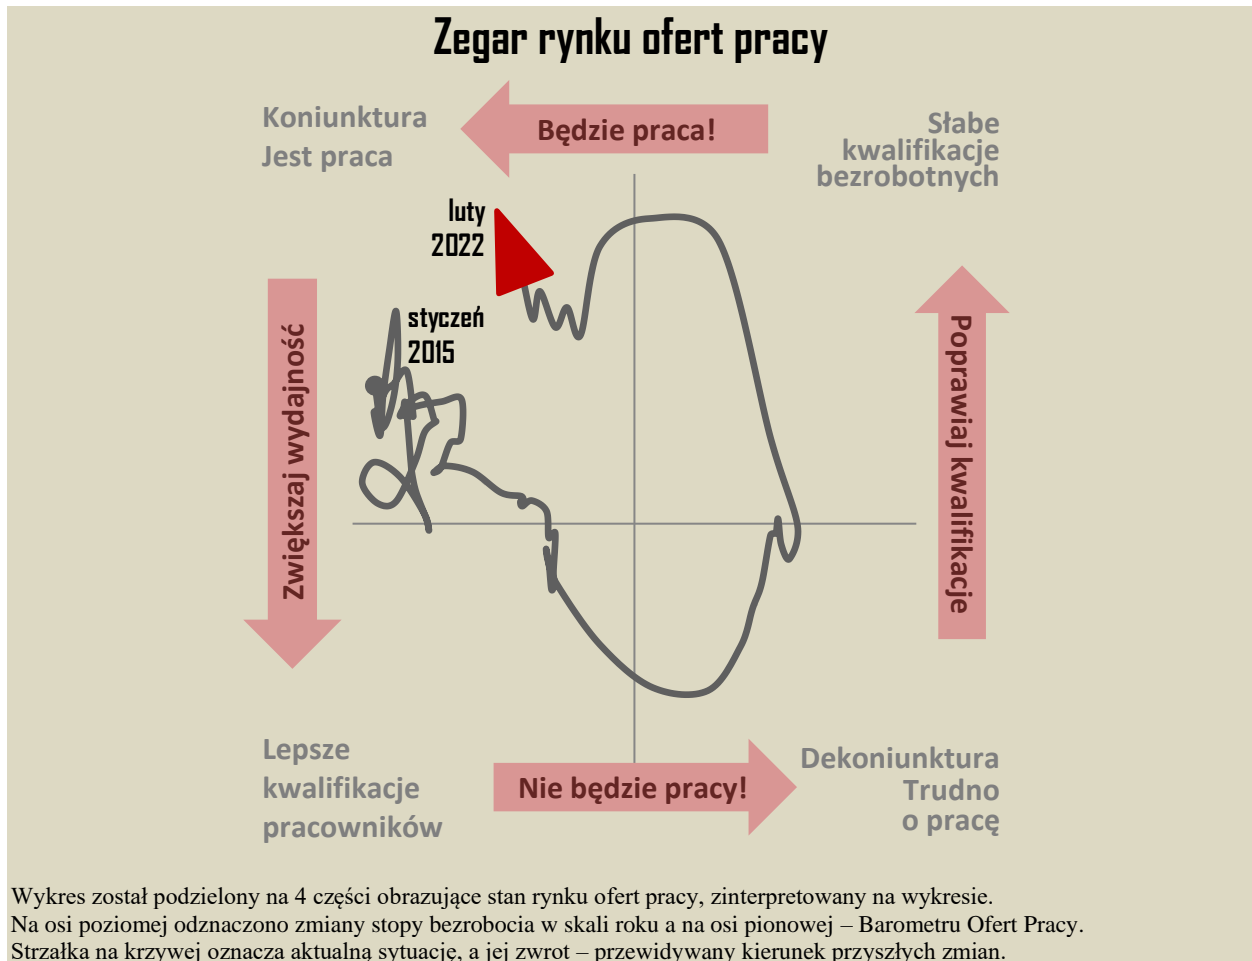 Zegar rynku ofert pracy
Koniunktura
Jest praca
Będzie praca!
Słabe
kwalifikacje
bezrobotnych
luty
2022
styczeń
2015
Zwiększaj wydajność
Poprawiaj kwalifikacje
Lepsze
kwalifikacje
pracowników
Nie będzie pracy!
Dekoniunktura
Trudno
o pracę
Wykres został podzielony na 4 części obrazujące stan rynku ofert pracy, zinterpretowany na wykresie.
Na osi poziomej odznaczono zmiany stopy bezrobocia w skali roku a na osi pionowej – Barometru Ofert Pracy.
Strzałka na krzywej oznacza aktualną sytuację, a jej zwrot – przewidywany kierunek przyszłych zmian.